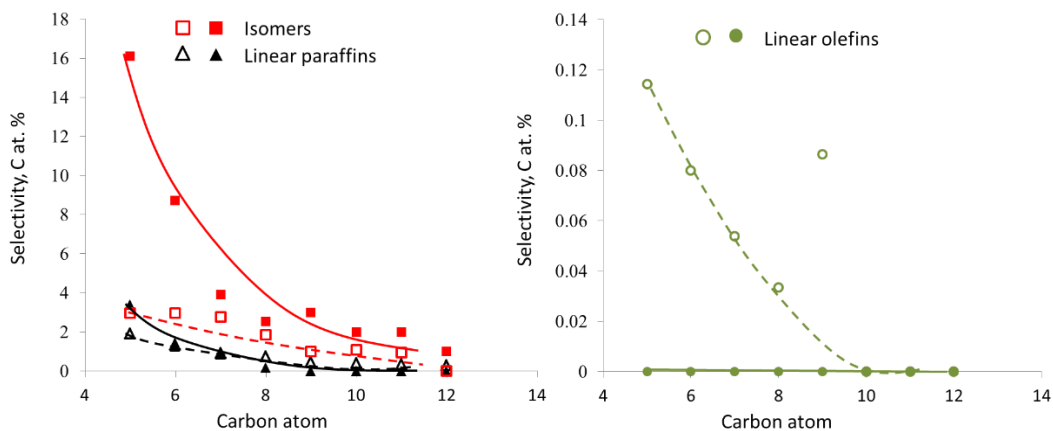 18
16
14
12
10
8
6
4
2
0
4 6 8 10 12 14
Carbon atom
Selectivity, C at. %
Isomers
Linear paraffins
0.14
0.12
0.1
0.08
0.06
0.04
0.02
0
4 6 8 10 12 14
Carbon atom
Selectivity, C at. %
Linear olefins